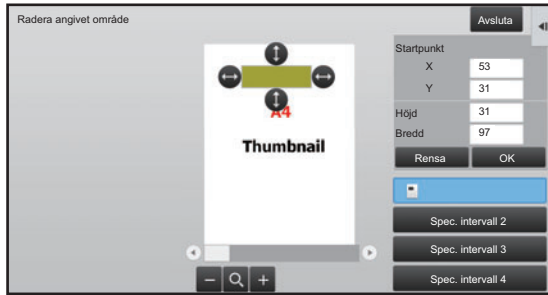 Radera angivet område
Avsluta
A4
Thumbnail
Startpunkt
X 53
Y 31
Höjd 31
Bredd 97
Rensa OK
Spec. intervall 2
Spec. intervall 3
Spec. intervall 4